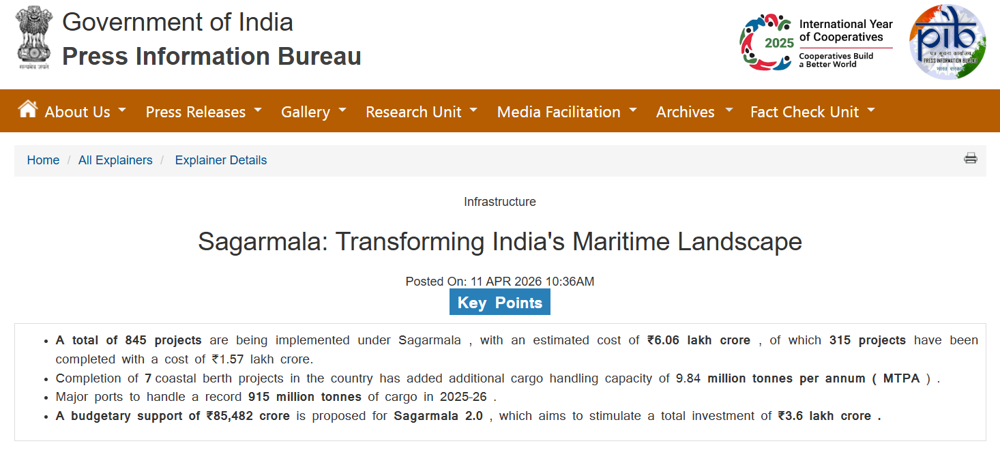 सत्यमेव जयते
Government of India
Press Information Bureau
2025
International Year
of Cooperatives
Cooperatives Build
a Better World
pib
पत्र सूचना कार्यालय
PRESS INFORMATION BUREAU
भारत सरकार
About Us
Press Releases
Gallery
Research Unit
Media Facilitation
Archives
Fact Check Unit
Home / All Explainers / Explainer Details
Infrastructure
Sagarmala: Transforming India's Maritime Landscape
Posted On: 11 APR 2026 10:36AM
Key Points
• A total of 845 projects are being implemented under Sagarmala , with an estimated cost of ₹6.06 lakh crore , of which 315 projects have been
completed with a cost of ₹1.57 lakh crore.
• Completion of 7 coastal berth projects in the country has added additional cargo handling capacity of 9.84 million tonnes per annum ( MTPA ) .
• Major ports to handle a record 915 million tonnes of cargo in 2025-26 .
• A budgetary support of ₹85,482 crore is proposed for Sagarmala 2.0 , which aims to stimulate a total investment of ₹3.6 lakh crore .